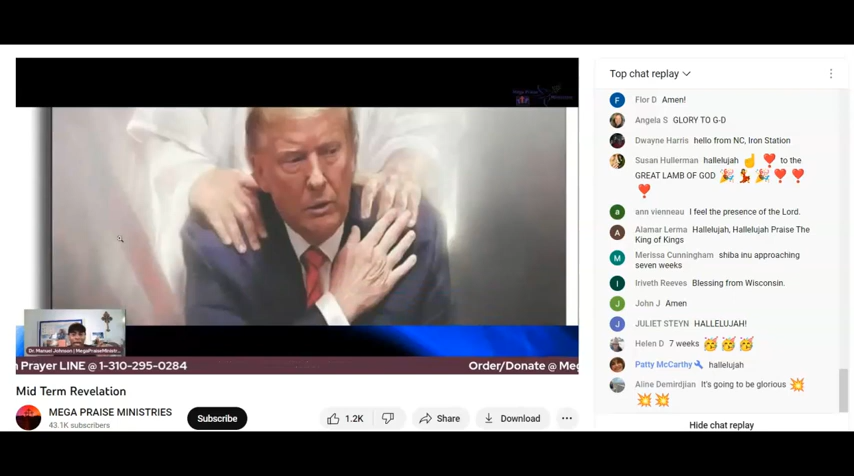 Top chat replay
Flor D Amen!
Angela S GLORY TO G-D
Dwayne Harris hello from NC, Iron Station
Susan Hullerman hallelujah ☝️ ❣️ to the
GREAT LAMB OF GOD 🎉 💃 🎉 ❣️ ❣️
❣️
ann vienneau I feel the presence of the Lord.
Alamar Lerma Hallelujah, Hallelujah Praise The
King of Kings
Merissa Cunningham shiba inu approaching
seven weeks
Iriveth Reeves Blessing from Wisconsin.
John J Amen
JULIET STEYN HALLELUJAH!
Helen D 7 weeks 🥳 🥳 🥳
Patty McCarthy hallelujah
Aline Demirdjian It's going to be glorious 💥
💥 💥
Hide chat replay
Dr. Manuel Johnson | MegaPraiseMinistr...
Prayer LINE @ 1-310-295-0284
Order/Donate @ Me
Mid Term Revelation
MEGA PRAISE MINISTRIES
43.1K subscribers
Subscribe
1.2K
Share
Download